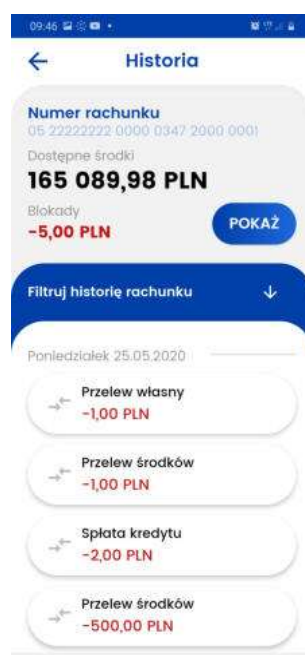 09:46
Historia
Numer rachunku
05 22222222 0000 0347 2000 0001
Dostępne środki
165 089,98 PLN
Blokady
-5,00 PLN
POKAŻ
Filtruj historię rachunku
Poniedziałek 25.05.2020
Przelew własny
-1,00 PLN
Przelew środków
-1,00 PLN
Spłata kredytu
-2,00 PLN
Przelew środków
-500,00 PLN